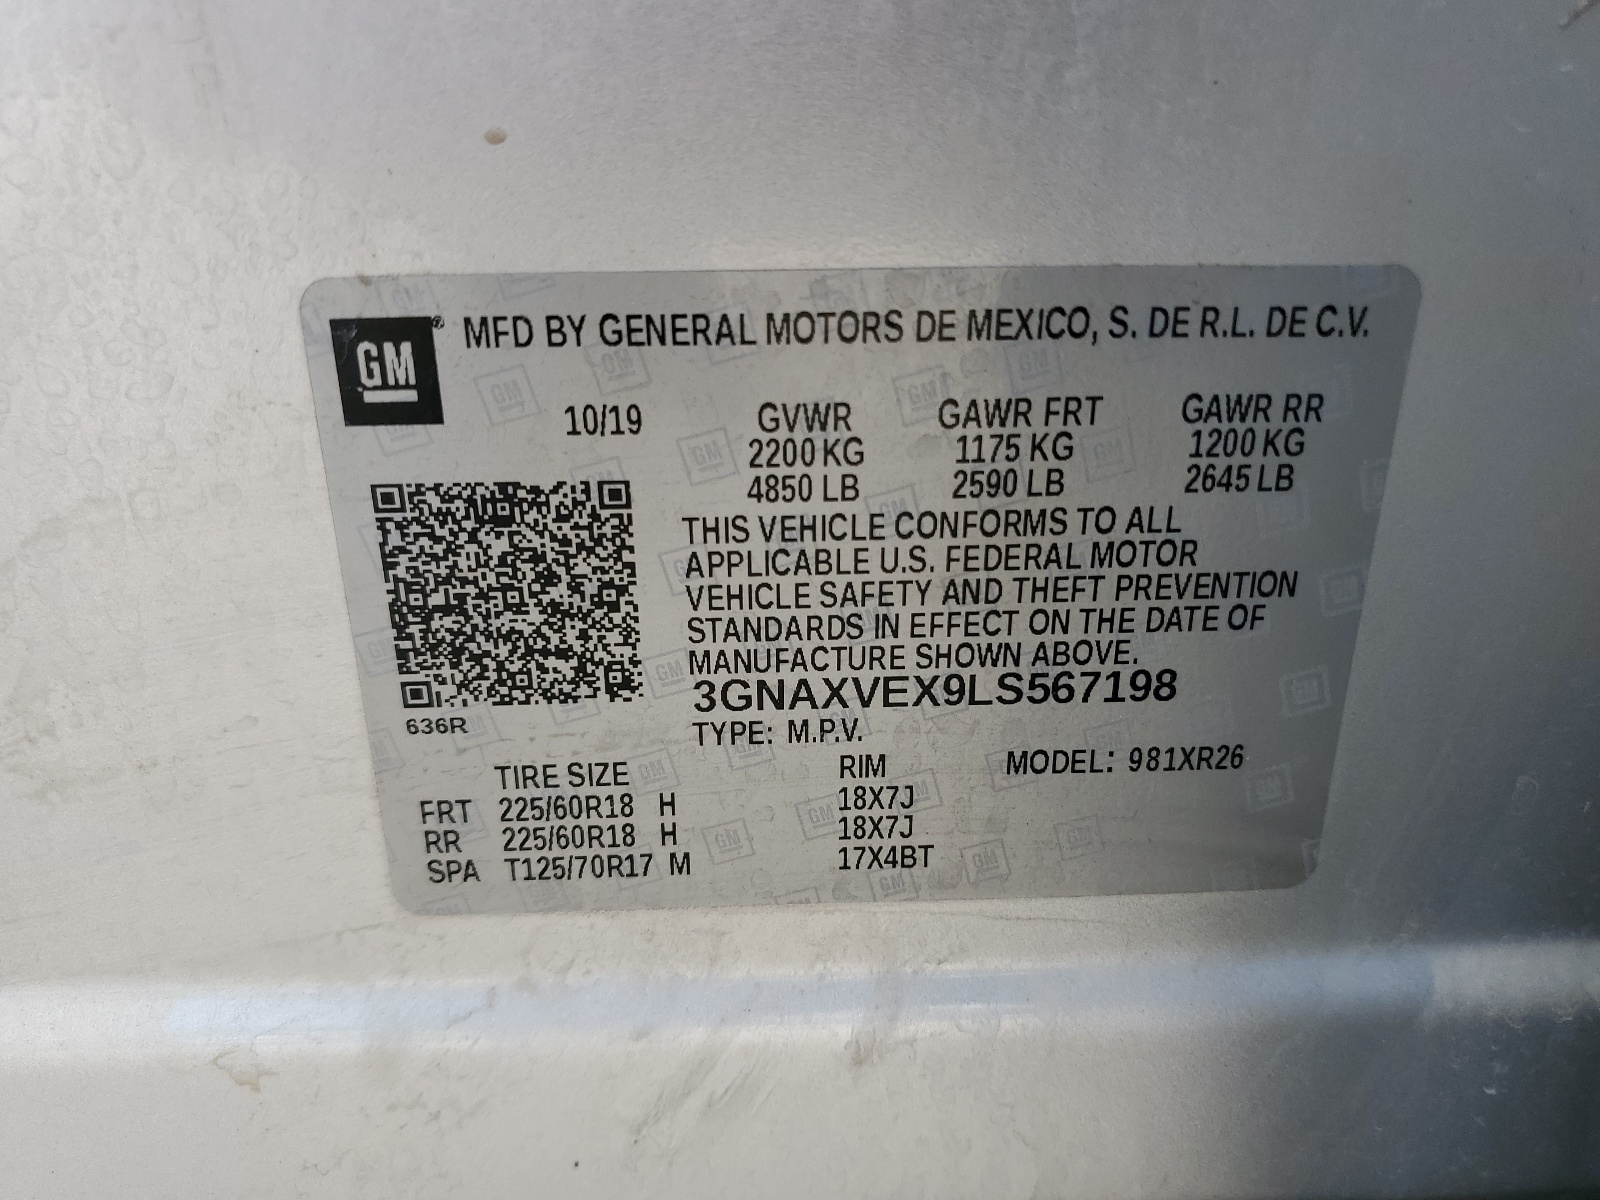 GM® MFD BY GENERAL MOTORS DE MEXICO, S. DE R.L. DE C.V.
10/19 GVWR GAWR FRT GAWR RR
2200 KG 1175 KG 1200 KG
4850 LB 2590 LB 2645 LB
THIS VEHICLE CONFORMS TO ALL
APPLICABLE U.S. FEDERAL MOTOR
VEHICLE SAFETY AND THEFT PREVENTION
STANDARDS IN EFFECT ON THE DATE OF
MANUFACTURE SHOWN ABOVE.
3GNAXVEX9LS567198
636R
TYPE: M.P.V.
TIRE SIZE RIM MODEL: 981XR26
FRT 225/60R18 H 18X7J
RR 225/60R18 H 18X7J
SPA T125/70R17 M 17X4BT